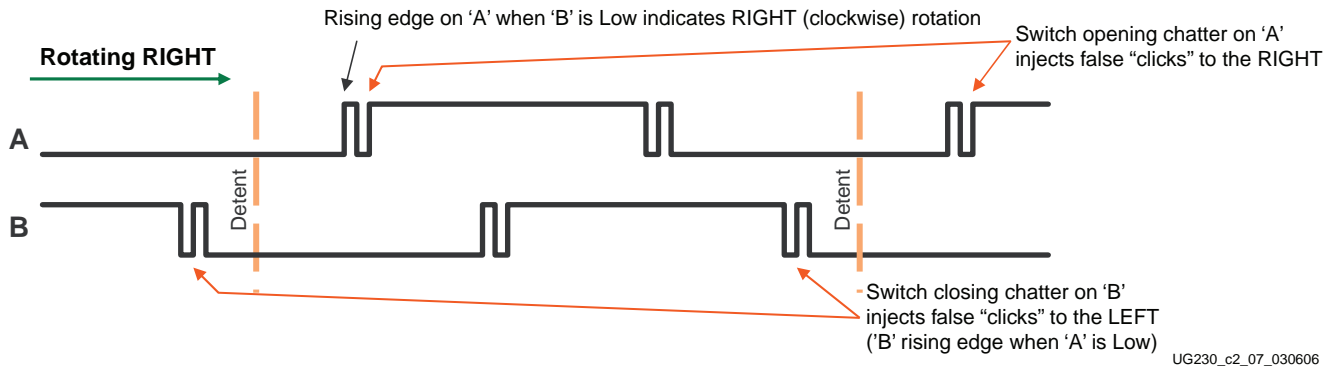 Rising edge on ‘A’ when ‘B’ is Low indicates RIGHT (clockwise) rotation
Switch opening chatter on ‘A’
injects false “clicks” to the RIGHT
Rotating RIGHT
A
Detent
Detent
B
Switch closing chatter on ‘B’
injects false “clicks” to the LEFT
(’B’ rising edge when ‘A’ is Low)
UG230_c2_07_030606